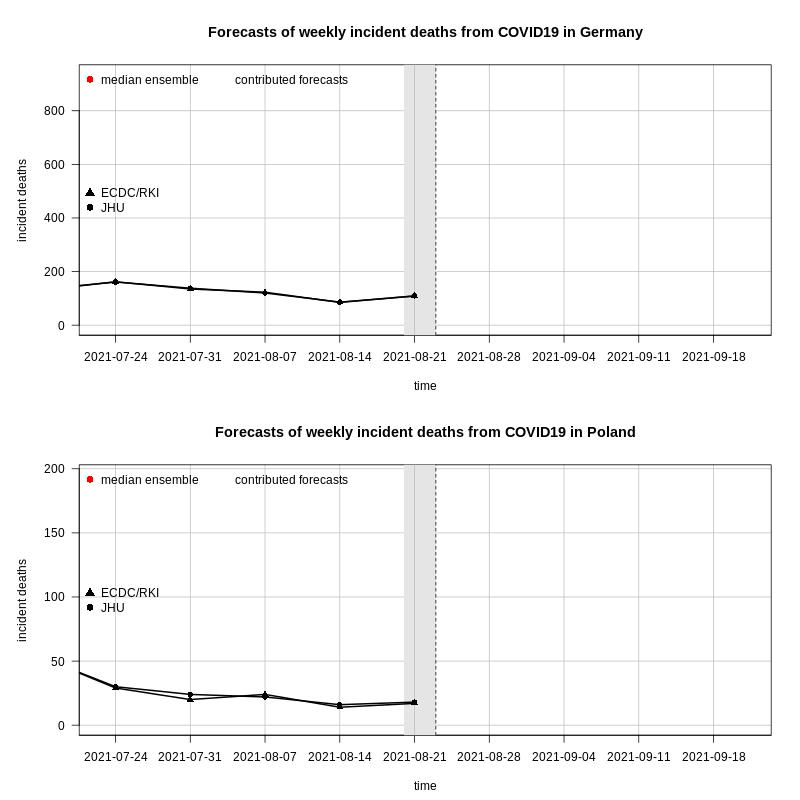 Forecasts of weekly incident deaths from COVID19 in Germany
median ensemble contributed forecasts
800
600
ECDC/RKI
JHU
400
200
0
incident deaths
2021-07-24 2021-07-31 2021-08-07 2021-08-14 2021-08-21 2021-08-28 2021-09-04 2021-09-11 2021-09-18
time
Forecasts of weekly incident deaths from COVID19 in Poland
200
median ensemble contributed forecasts
150
ECDC/RKI
100
JHU
50
0
incident deaths
2021-07-24 2021-07-31 2021-08-07 2021-08-14 2021-08-21 2021-08-28 2021-09-04 2021-09-11 2021-09-18
time